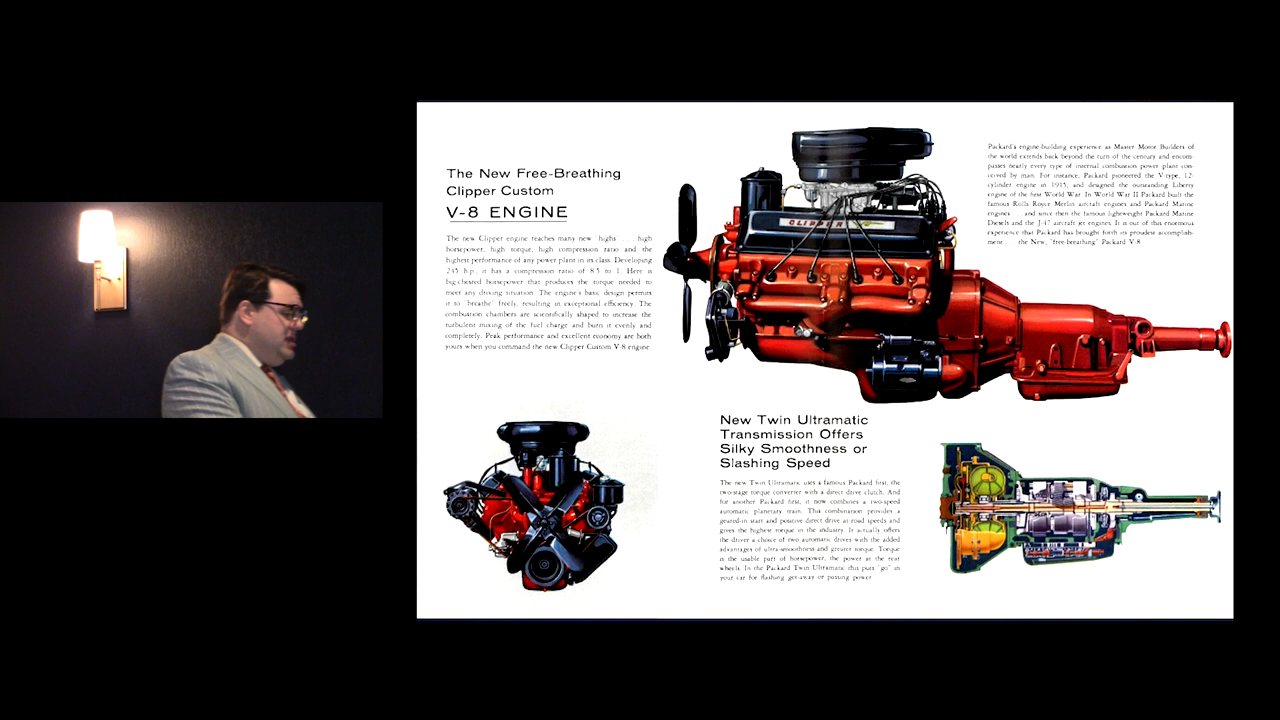 The New Free-Breathing
Clipper Custom
V-8 ENGINE
The new Clipper engine reaches many new highs . . . . high
horsepower, high torque, high compression ratio and the
highest performance of any power plant in its class. Developing
245 h.p., it has a compression ratio of 8.5 to 1. Here is
big-chested horsepower that produces the torque needed to
meet any driving situation. The engine's basic design permits
it to "breathe" freely, resulting in exceptional efficiency. The
combustion chambers are scientifically shaped to increase the
turbulent mixing of the fuel charge and burn it evenly and
completely. Peak performance and excellent economy are both
yours when you command the new Clipper Custom V-8 engine.
CLIPPER
Packard's engine-building experience as Master Motor Builders of
the world extends back beyond the turn of the century and encom-
passes nearly every type of internal combustion power plant con-
ceived by man. For instance, Packard pioneered the V-type, 12-
cylinder engine in 1915, and designed the outstanding Liberty
engine of the first World War. In World War II Packard built the
famous Rolls Royce Merlin aircraft engines and Packard Marine
engines . . . and since then the famous lightweight Packard Marine
Diesels and the J-47 aircraft jet engines. It is out of this enormous
experience that Packard has brought forth its proudest accomplish-
ment . . . . the New, "free-breathing" Packard V-8.
New Twin Ultramatic
Transmission Offers
Silky Smoothness or
Slashing Speed
The new Twin Ultramatic uses a famous Packard first, the
two-stage torque converter with a direct drive clutch. And
for another Packard first, it now combines a two-speed
automatic planetary train. This combination provides a
geared-in start and positive direct drive at road speeds and
gives the highest torque in the industry. It actually offers
the driver a choice of two automatic drives with the added
advantages of ultra-smoothness and greater torque. Torque
is the usable part of horsepower, the power at the rear
wheels. In the Packard Twin Ultramatic this puts "go" in
your car for flashing get-away or passing power.